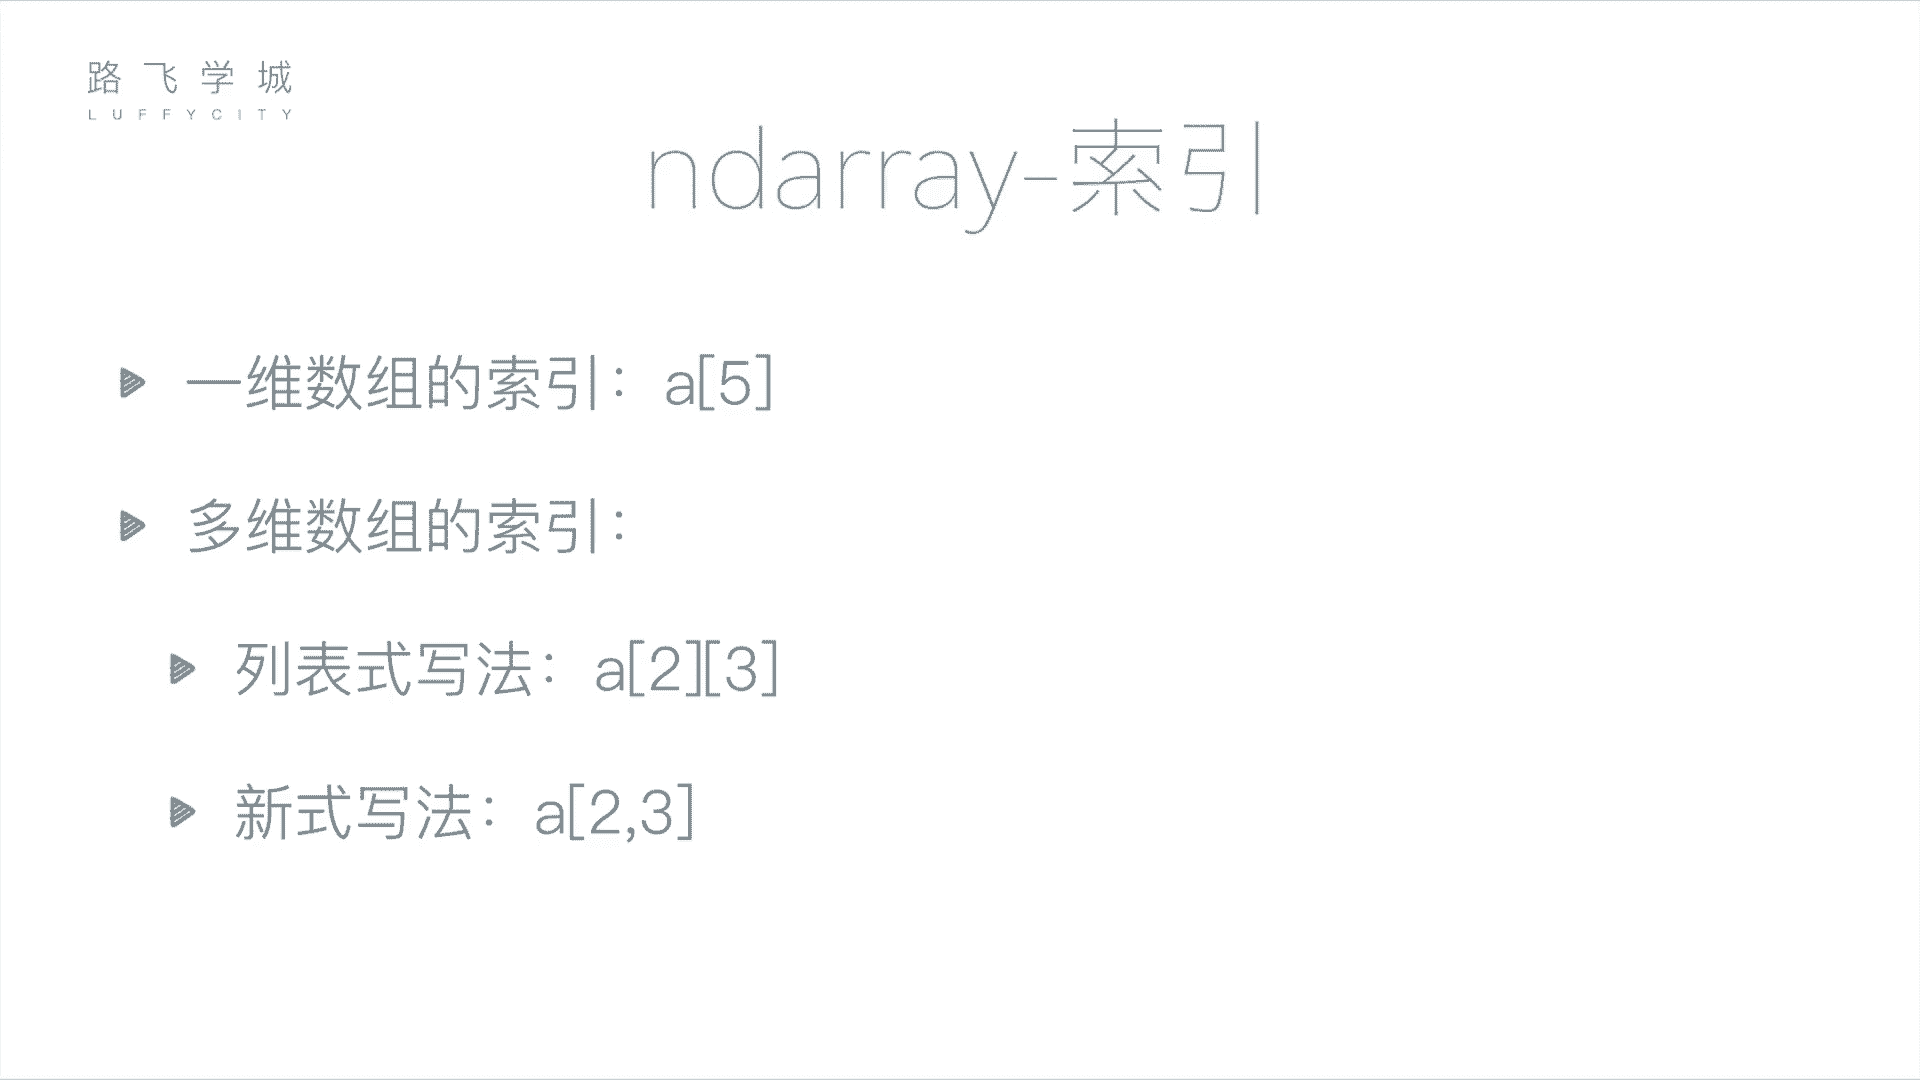 路飞学城
LUFFYCITY
ndarray-索引
一维数组的索引：a[5]
多维数组的索引：
列表式写法：a[2][3]
新式写法：a[2,3]